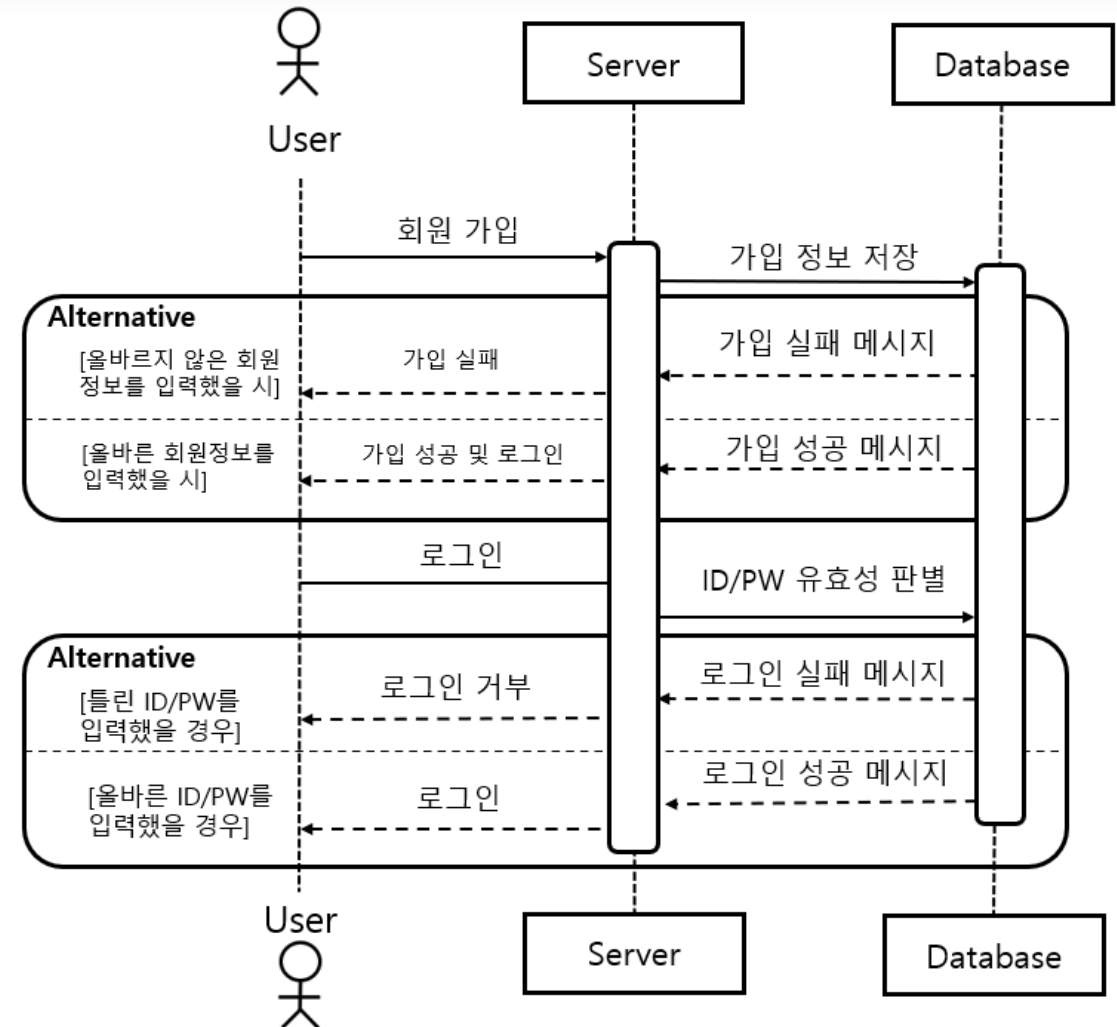 User
Server
Database
회원 가입
가입 정보 저장
Alternative
[올바르지 않은 회원
정보를 입력했을 시]
가입 실패
가입 실패 메시지
[올바른 회원정보를
입력했을 시]
가입 성공 및 로그인
가입 성공 메시지
로그인
ID/PW 유효성 판별
Alternative
[틀린 ID/PW를
입력했을 경우]
로그인 거부
로그인 실패 메시지
[올바른 ID/PW를
입력했을 경우]
로그인
로그인 성공 메시지
User
Server
Database